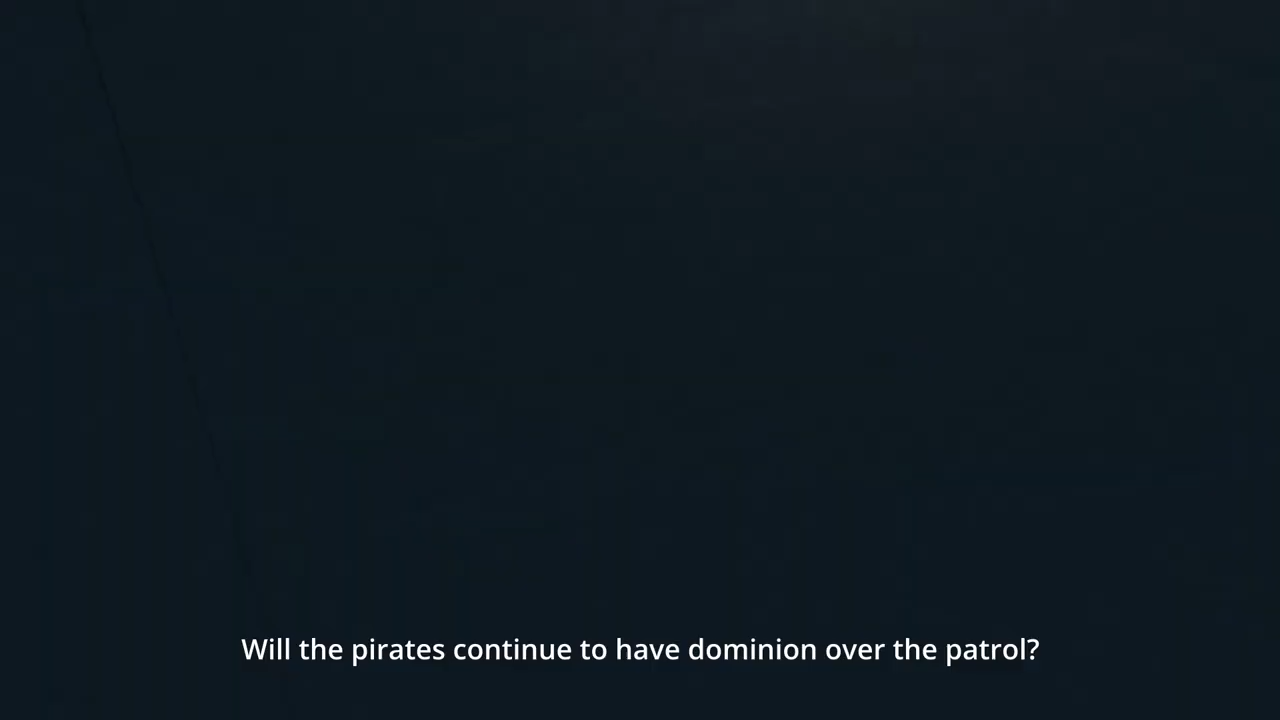 Will the pirates continue to have dominion over the patrol?